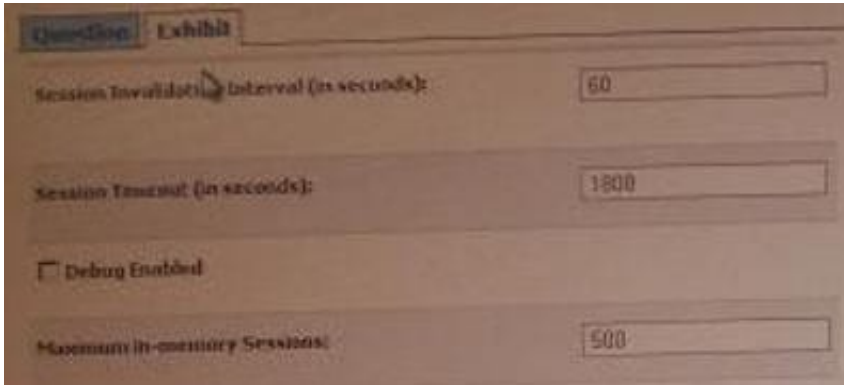 Question Exhibit
Session Invalidation Interval (in seconds): 60
Session Timeout (in seconds): 1800
Debug Enabled
Maximum in-memory Sessions: 500